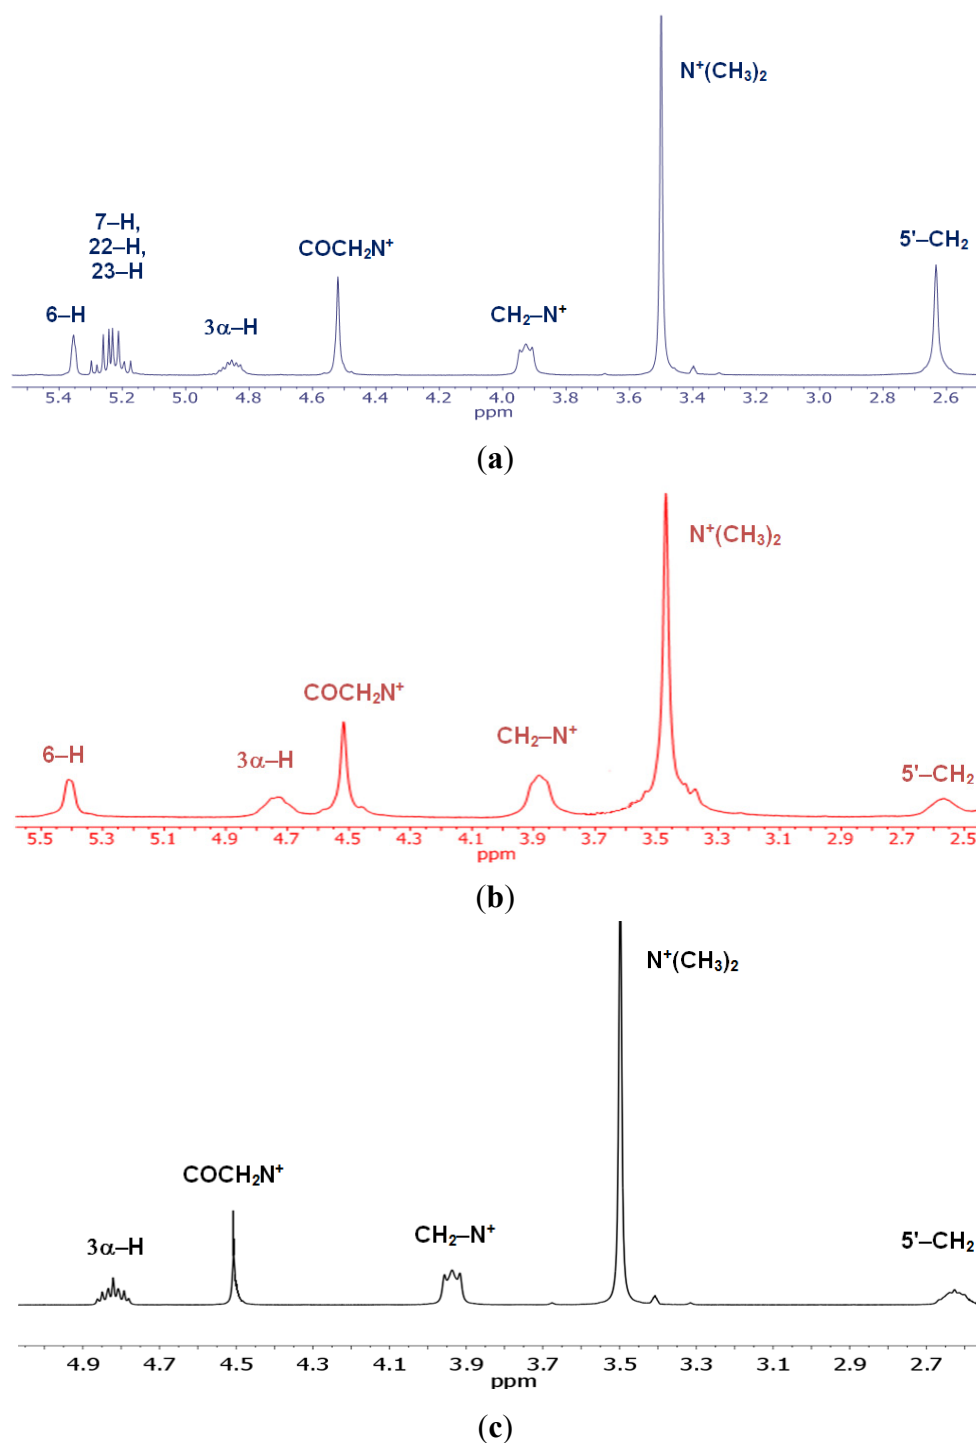 N⁺(CH₃)₂
7–H,
22–H,
23–H
5'–CH₂
COCH₂N⁺
6–H
3α–H
CH₂–N⁺
5.4 5.2 5.0 4.8 4.6 4.4 4.2 4.0 3.8 3.6 3.4 3.2 3.0 2.8 2.6
ppm
(a)
N⁺(CH₃)₂
COCH₂N⁺
CH₂–N⁺
6–H
3α–H
5'–CH₂
5.5 5.3 5.1 4.9 4.7 4.5 4.3 4.1 3.9 3.7 3.5 3.3 3.1 2.9 2.7 2.5
ppm
(b)
N⁺(CH₃)₂
COCH₂N⁺
CH₂–N⁺
3α–H
5'–CH₂
4.9 4.7 4.5 4.3 4.1 3.9 3.7 3.5 3.3 3.1 2.9 2.7
ppm
(c)